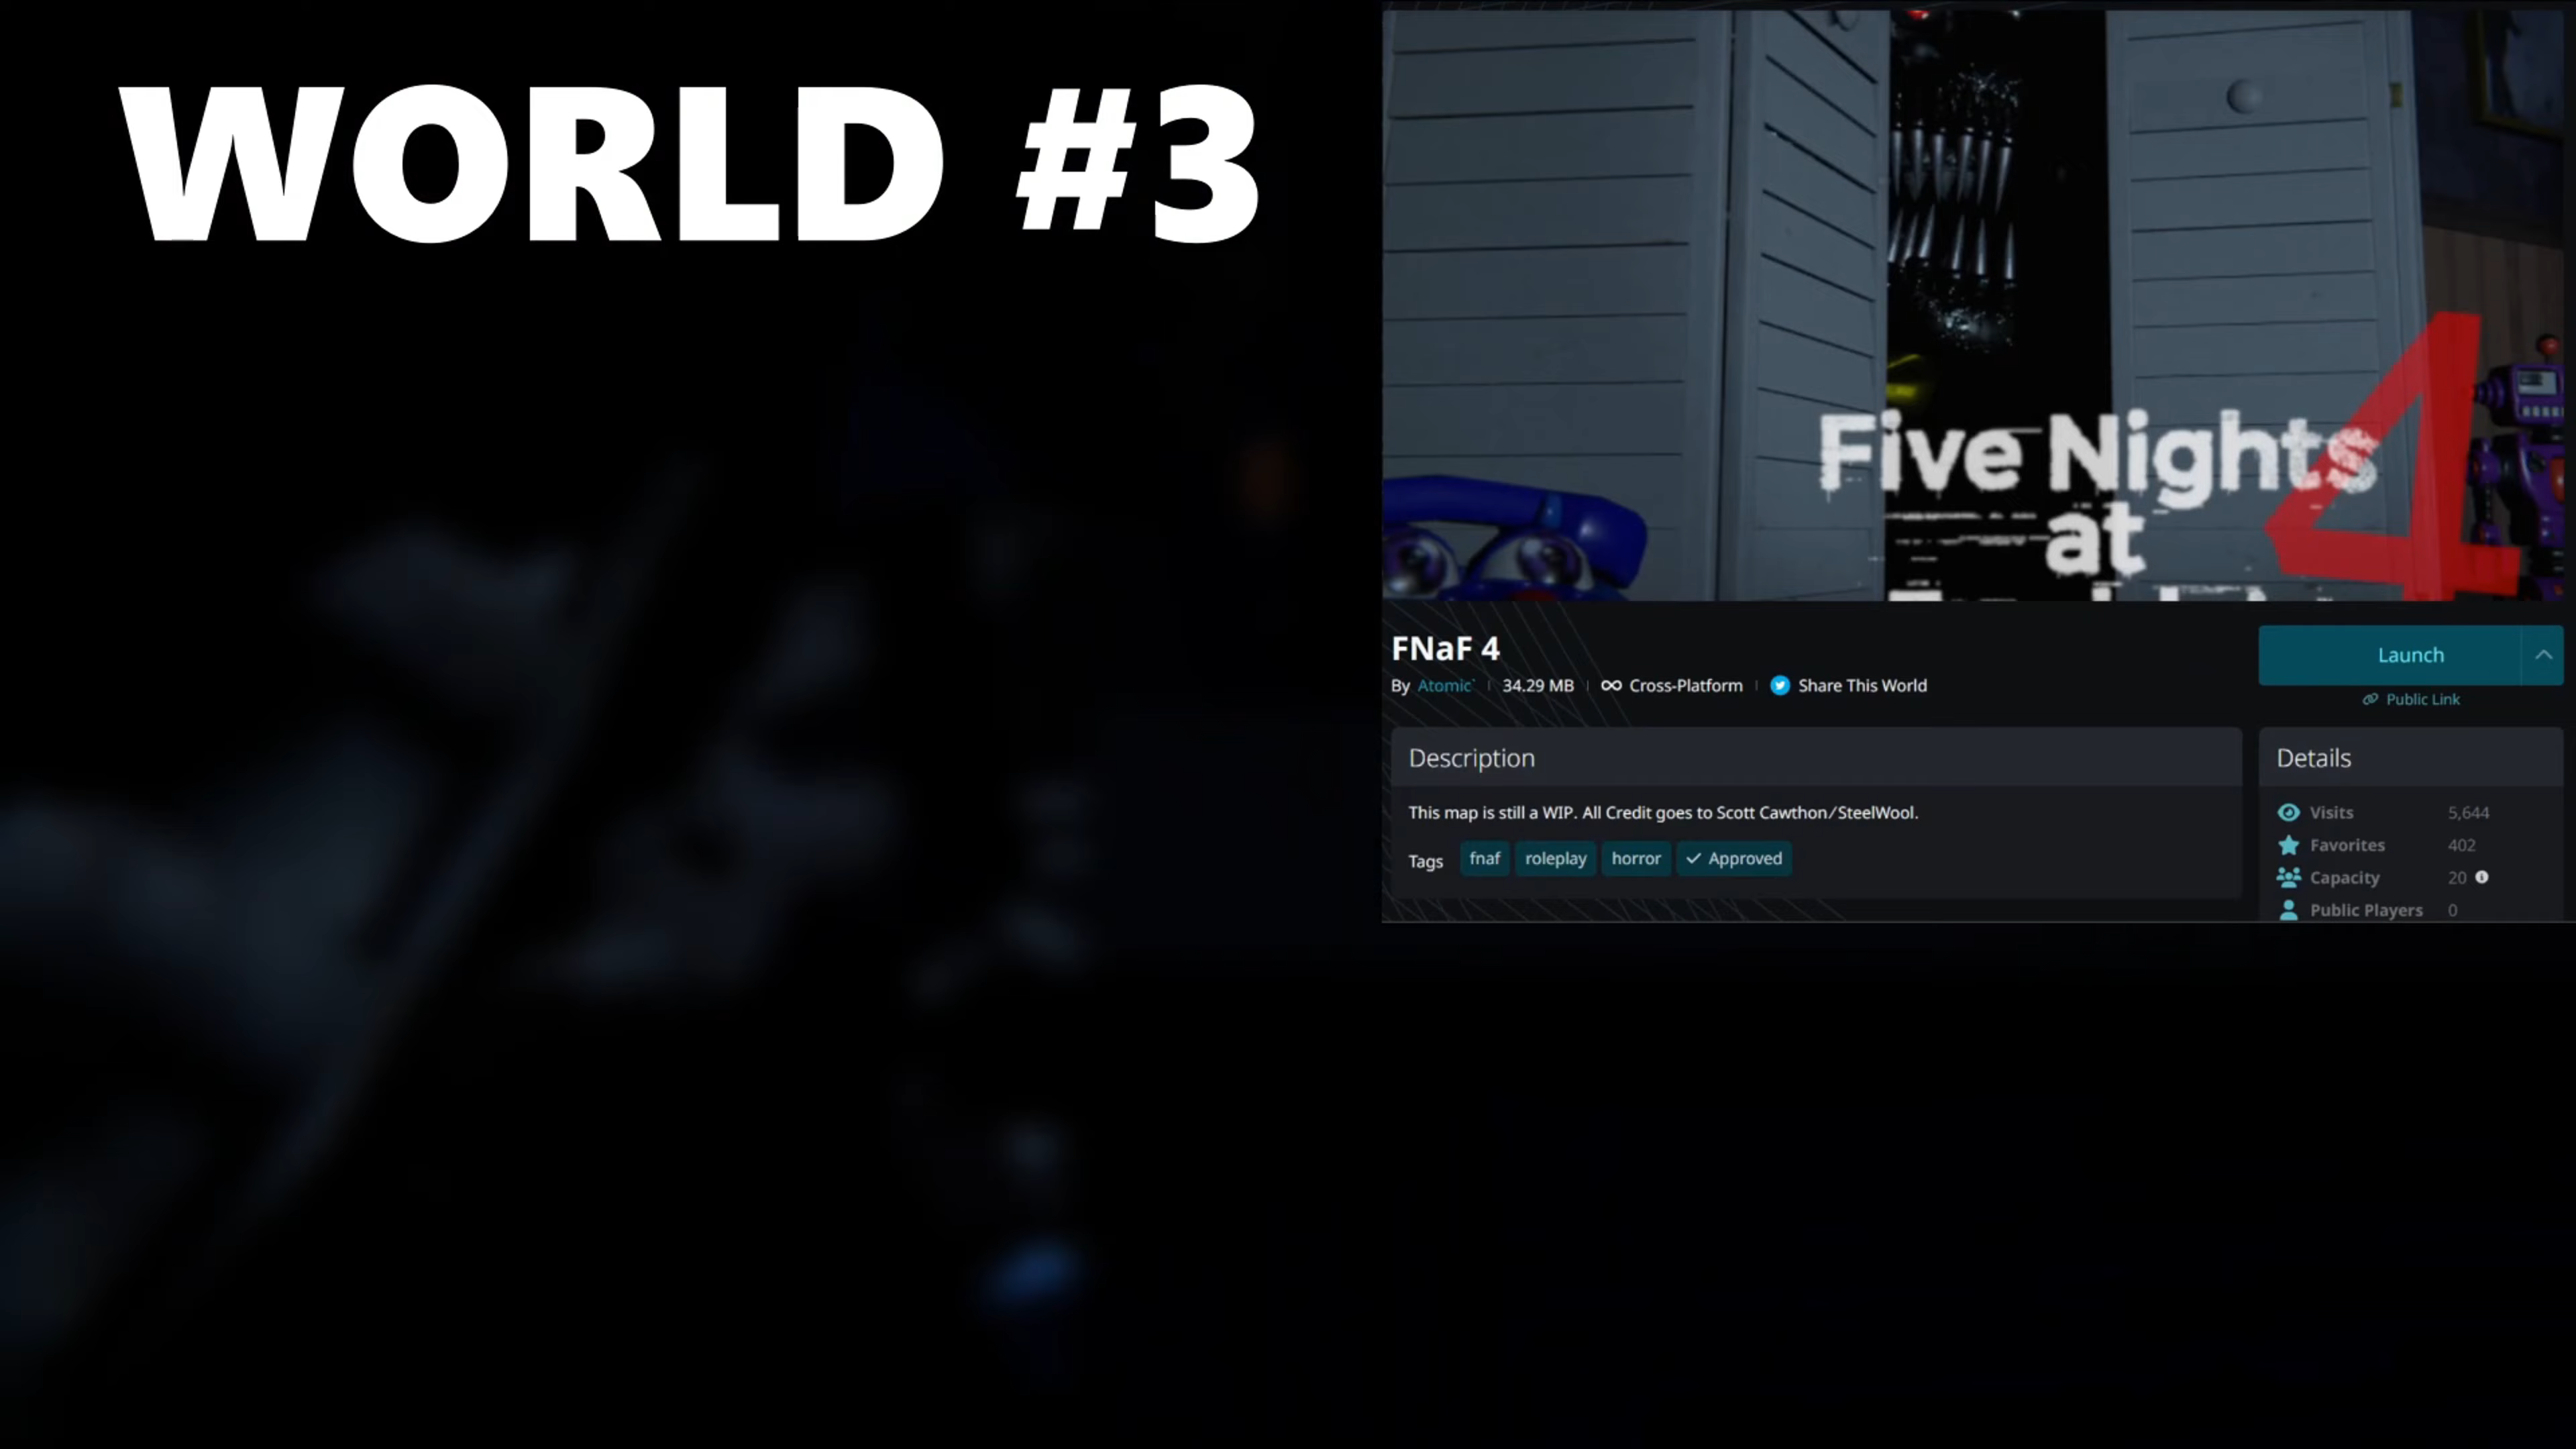 WORLD #3
Five Nights
at
4
FNaF 4
By Atomic` 34.29 MB Cross-Platform Share This World
Launch
Public Link
Description
This map is still a WIP. All Credit goes to Scott Cawthon/SteelWool.
Tags fnaf roleplay horror Approved
Details
Visits 5,644
Favorites 402
Capacity 20
Public Players 0